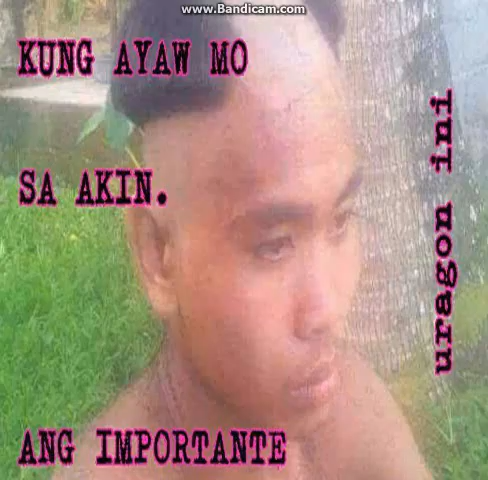 www.Bandicam.com
KUNG AYAW MO
SA AKIN.
ANG IMPORTANTE
uragon ini